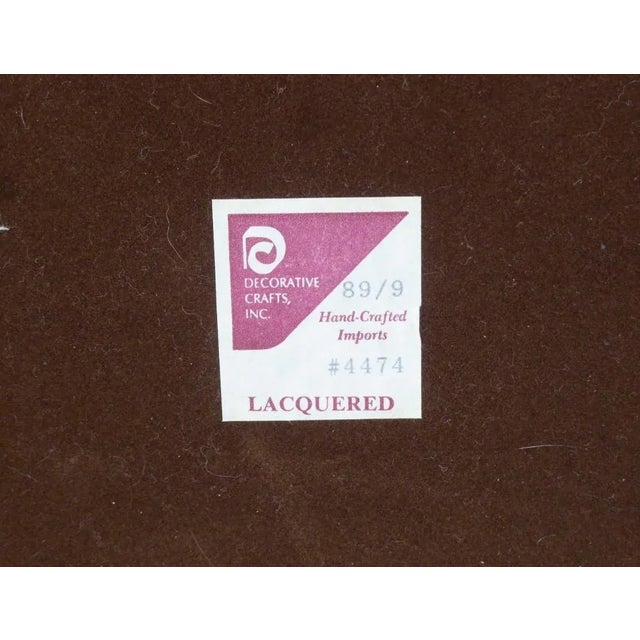 DECORATIVE
CRAFTS,
INC.
89/9
Hand-Crafted
Imports
#4474
LACQUERED